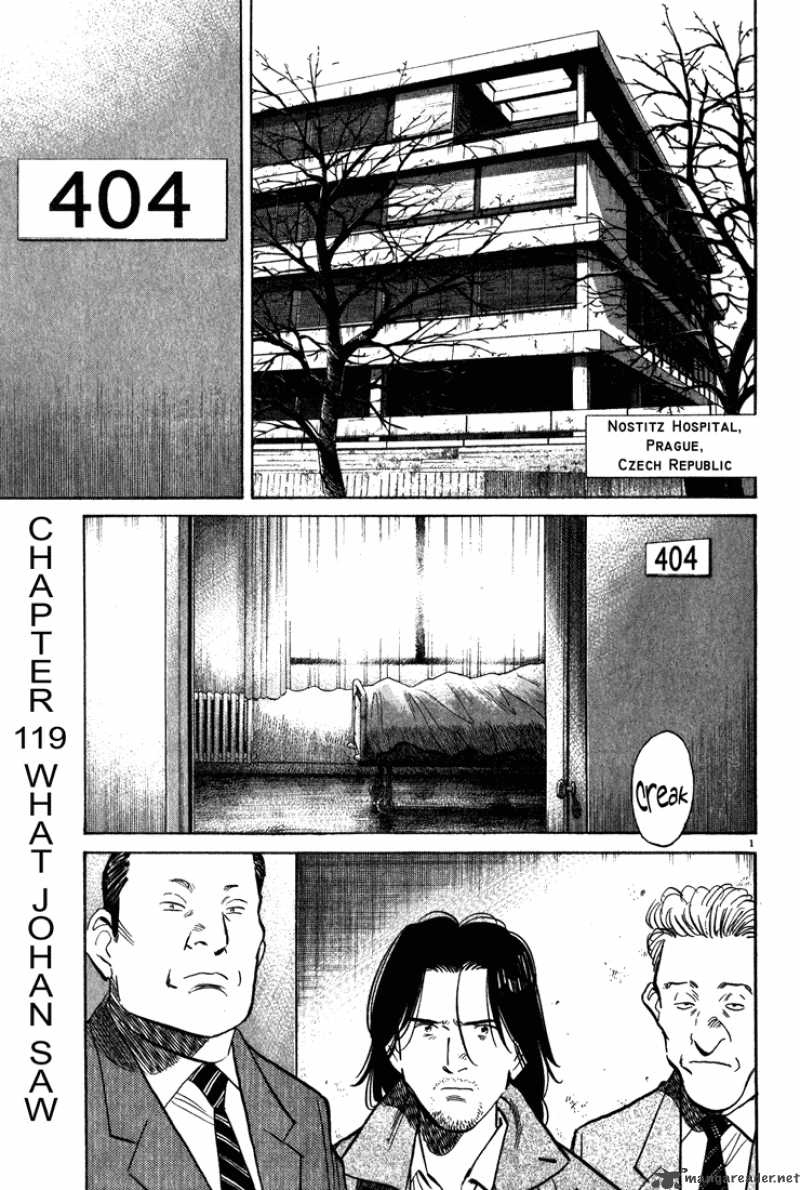 404
Nostitz Hospital,
Prague,
Czech Republic
CHAPTER 119 WHAT JOHAN SAW
404
creak
1
mangareader.net